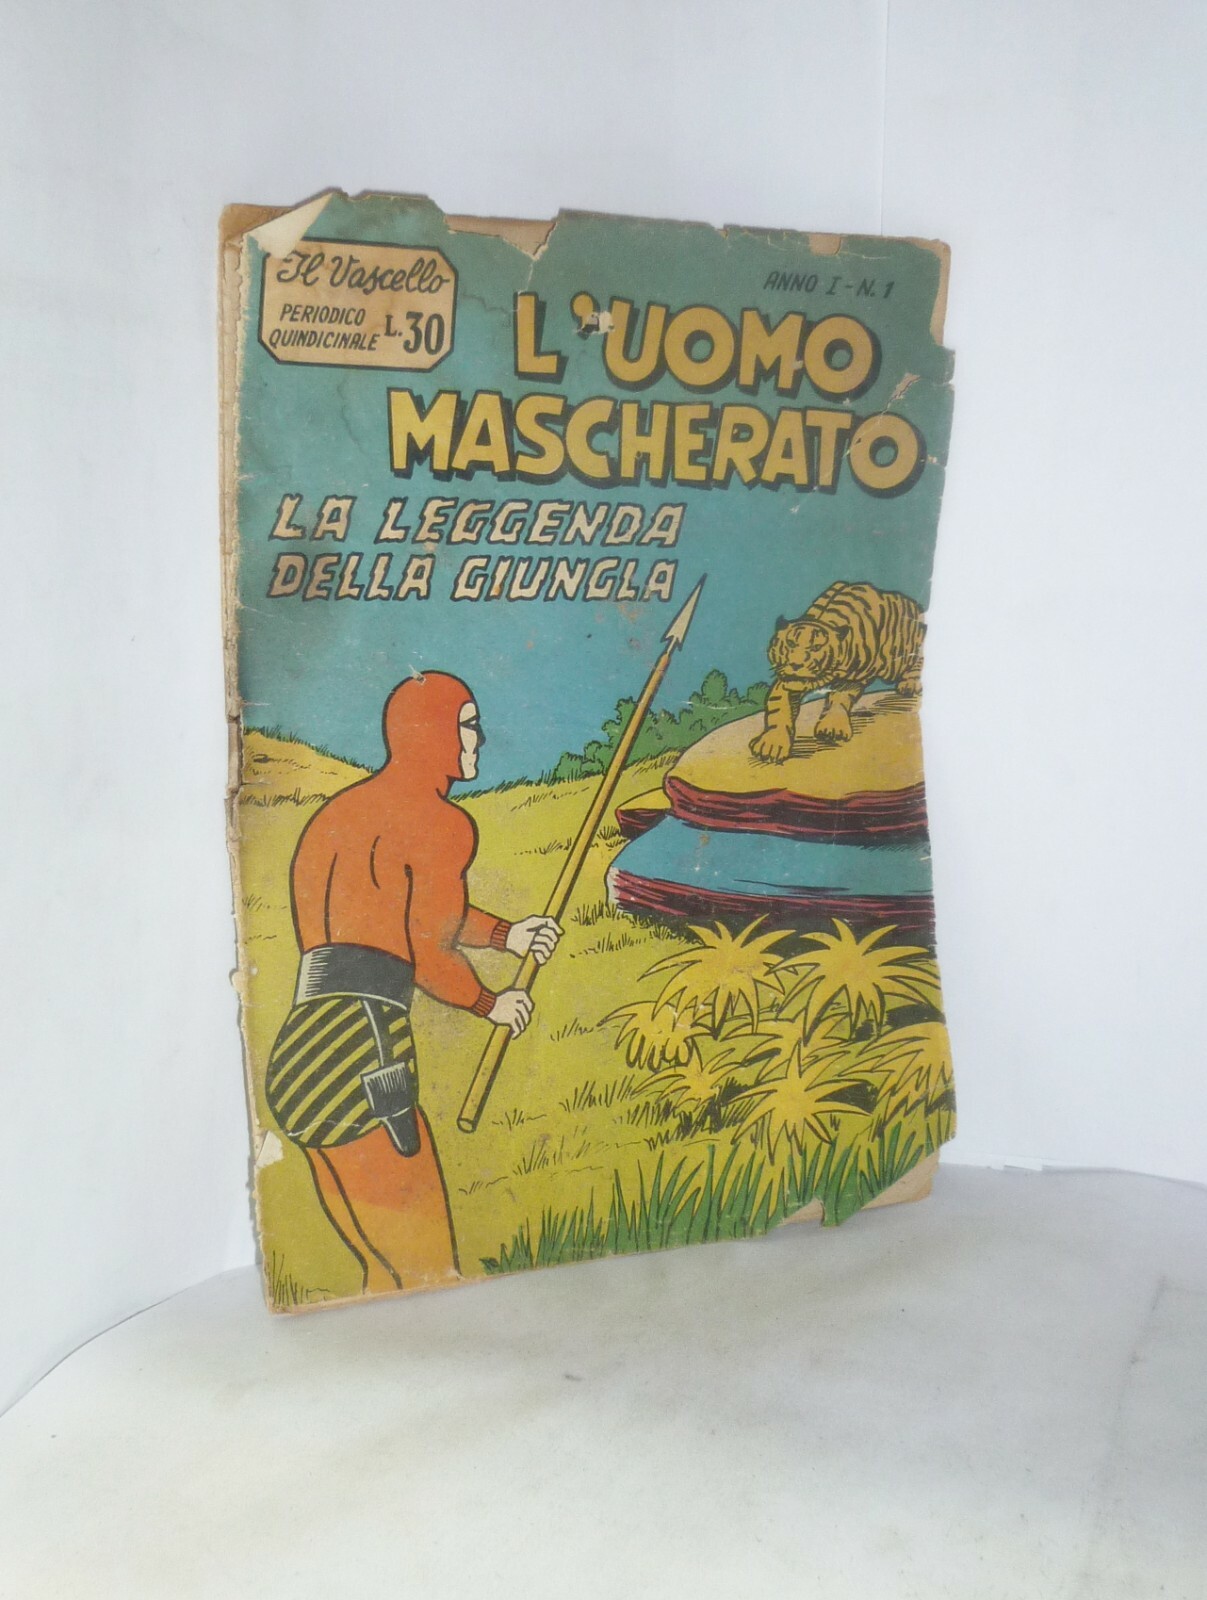 Il Vascello
PERIODICO
QUINDICINALE L.30
ANNO I - N. 1
L'UOMO
MASCHERATO
LA LEGGENDA
DELLA GIUNGLA